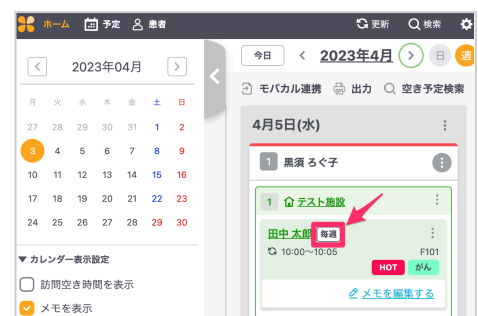 ホーム 予定 患者 更新 検索
2023年04月
月 火 水 木 金 土 日
27 28 29 30 31 1 2
3 4 5 6 7 8 9
10 11 12 13 14 15 16
17 18 19 20 21 22 23
24 25 26 27 28 29 30
▼ カレンダー表示設定
訪問空き時間を表示
メモを表示
今日 2023年4月 日 週
モバカル連携 出力 空き予定検索
4月5日(水)
1 黒須 ろぐ子
1 テスト施設
田中 太郎 毎週
10:00〜10:05 F101
HOT がん
メモを編集する